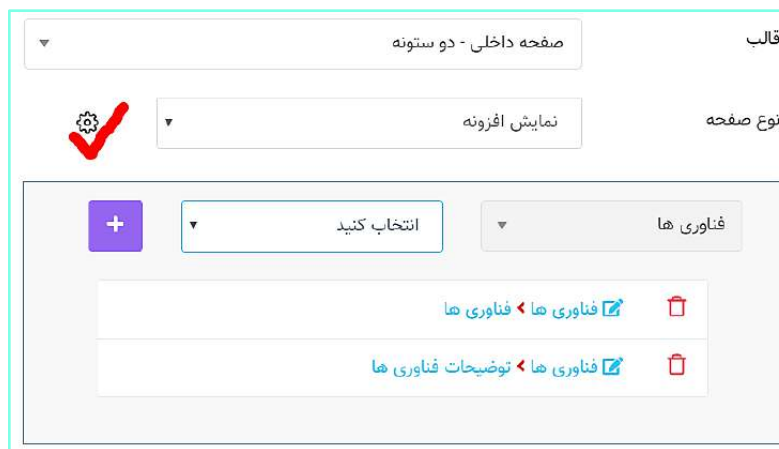 قالب صفحه داخلی - دو ستونه
نوع صفحه نمایش افزونه
فناوری ها انتخاب کنید +
فناوری ها > فناوری ها
فناوری ها > توضیحات فناوری ها